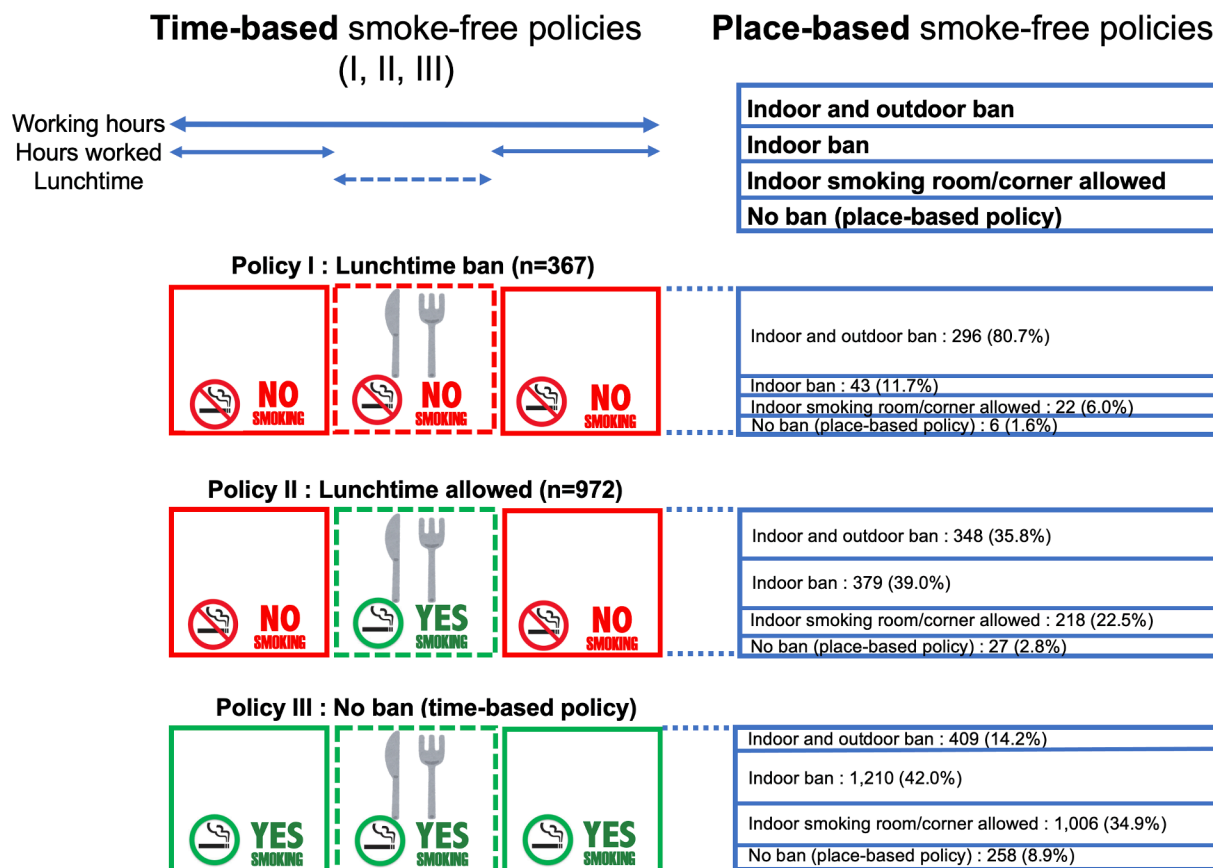 Time-based smoke-free policies
(I, II, III)
Place-based smoke-free policies
Working hours
Hours worked
Lunchtime
Indoor and outdoor ban
Indoor ban
Indoor smoking room/corner allowed
No ban (place-based policy)
Policy I : Lunchtime ban (n=367)
NO
SMOKING
NO
SMOKING
NO
SMOKING
Indoor and outdoor ban : 296 (80.7%)
Indoor ban : 43 (11.7%)
Indoor smoking room/corner allowed : 22 (6.0%)
No ban (place-based policy) : 6 (1.6%)
Policy II : Lunchtime allowed (n=972)
NO
SMOKING
YES
SMOKING
NO
SMOKING
Indoor and outdoor ban : 348 (35.8%)
Indoor ban : 379 (39.0%)
Indoor smoking room/corner allowed : 218 (22.5%)
No ban (place-based policy) : 27 (2.8%)
Policy III : No ban (time-based policy)
YES
SMOKING
YES
SMOKING
YES
SMOKING
Indoor and outdoor ban : 409 (14.2%)
Indoor ban : 1,210 (42.0%)
Indoor smoking room/corner allowed : 1,006 (34.9%)
No ban (place-based policy) : 258 (8.9%)